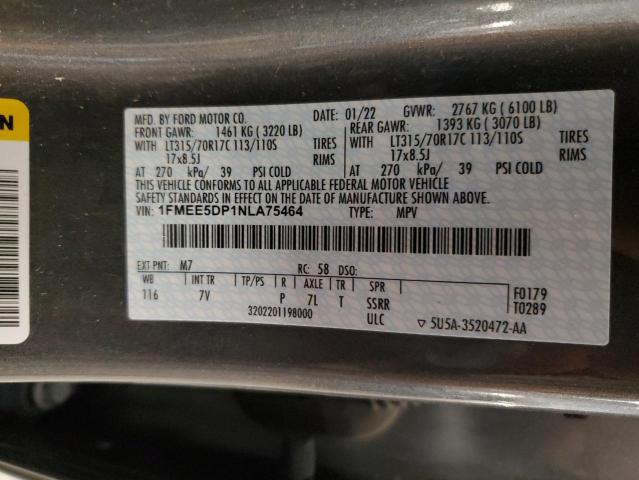 N
MFD. BY FORD MOTOR CO. DATE: 01/22 GVWR: 2767 KG ( 6100 LB)
FRONT GAWR: 1461 KG ( 3220 LB) REAR GAWR: 1393 KG ( 3070 LB)
WITH LT315/70R17C 113/110S TIRES WITH LT315/70R17C 113/110S TIRES
17x8.5J RIMS 17x8.5J RIMS
AT 270 kPa/ 39 PSI COLD AT 270 kPa/ 39 PSI COLD
THIS VEHICLE CONFORMS TO ALL APPLICABLE FEDERAL MOTOR VEHICLE
SAFETY STANDARDS IN EFFECT ON THE DATE OF MANUFACTURE SHOWN ABOVE.
VIN: 1FMEE5DP1NLA75464 TYPE: MPV
EXT PNT: M7 RC: 58 DSO:
WB INT TR TP/PS R AXLE TR SPR
116 7V P 7L T SSRR
3202201198000 ULC
F0179
T0289
▽ 5U5A-3520472-AA